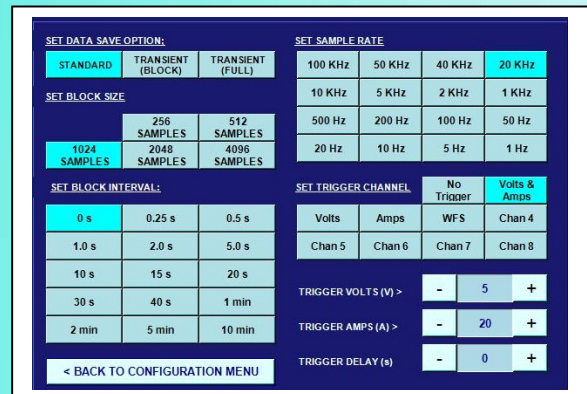 SET DATA SAVE
OPTION:
STANDARD
TRANSIENT
(BLOCK)
TRANSIENT
(FULL)
SET BLOCK SIZE
256
SAMPLES
512
SAMPLES
1024
SAMPLES
2048
SAMPLES
4096
SAMPLES
SET BLOCK INTERVAL:
0 s
0.25 s
0.5 s
1.0 s
2.0 s
5.0 s
10 s
15 s
20 s
30 s
40 s
1 min
2 min
5 min
10 min
< BACK TO CONFIGURATION MENU
SET SAMPLE RATE
100 KHz
50 KHz
40 KHz
20 KHz
10 KHz
5 KHz
2 KHz
1 KHz
500 Hz
200 Hz
100 Hz
50 Hz
20 Hz
10 Hz
5 Hz
1 Hz
SET TRIGGER CHANNEL
No
Trigger
Volts &
Amps
Volts
Amps
WFS
Chan 4
Chan 5
Chan 6
Chan 7
Chan 8
TRIGGER VOLTS (V) >
- 5 +
TRIGGER AMPS (A) >
- 20 +
TRIGGER DELAY (s)
- 0 +